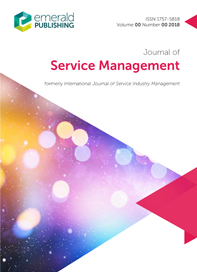 emerald
PUBLISHING
ISSN 1757-5818
Volume 00 Number 00 2018
Journal of
Service Management
formerly International Journal of Service Industry Management